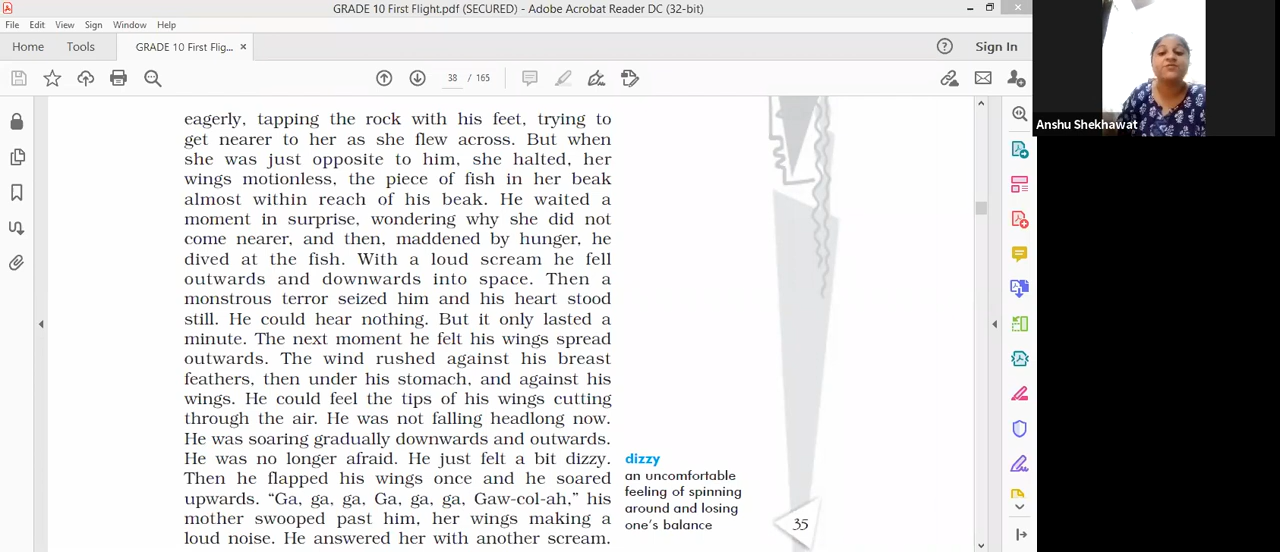 GRADE 10 First Flight.pdf (SECURED) - Adobe Acrobat Reader DC (32-bit)
File Edit View Sign Window Help
Home Tools GRADE 10 First Flig... × Sign In
38 / 165
Anshu Shekhawat
eagerly, tapping the rock with his feet, trying to
get nearer to her as she flew across. But when
she was just opposite to him, she halted, her
wings motionless, the piece of fish in her beak
almost within reach of his beak. He waited a
moment in surprise, wondering why she did not
come nearer, and then, maddened by hunger, he
dived at the fish. With a loud scream he fell
outwards and downwards into space. Then a
monstrous terror seized him and his heart stood
still. He could hear nothing. But it only lasted a
minute. The next moment he felt his wings spread
outwards. The wind rushed against his breast
feathers, then under his stomach, and against his
wings. He could feel the tips of his wings cutting
through the air. He was not falling headlong now.
He was soaring gradually downwards and outwards.
He was no longer afraid. He just felt a bit dizzy.
Then he flapped his wings once and he soared
upwards. “Ga, ga, ga, Ga, ga, ga, Gaw-col-ah,” his
mother swooped past him, her wings making a
loud noise. He answered her with another scream.
dizzy
an uncomfortable
feeling of spinning
around and losing
one's balance
35